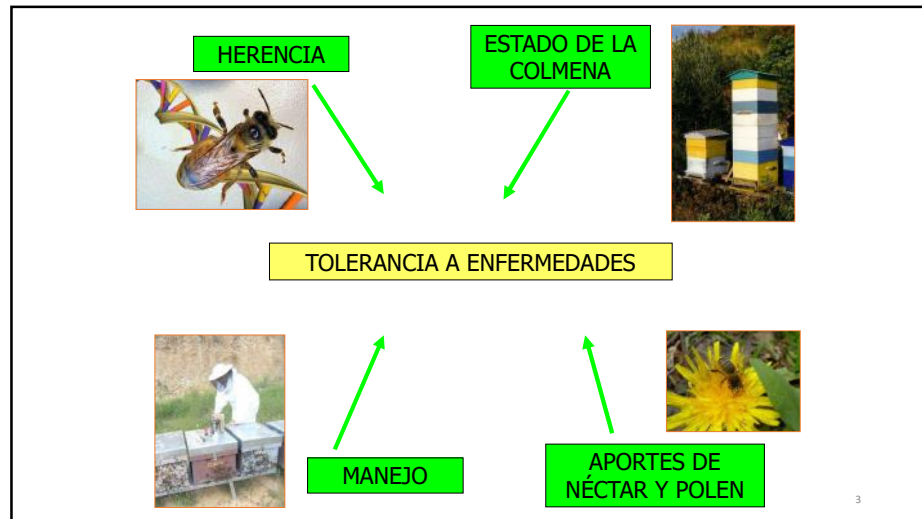 HERENCIA
ESTADO DE LA
COLMENA
TOLERANCIA A ENFERMEDADES
MANEJO
APORTES DE
NÉCTAR Y POLEN
3